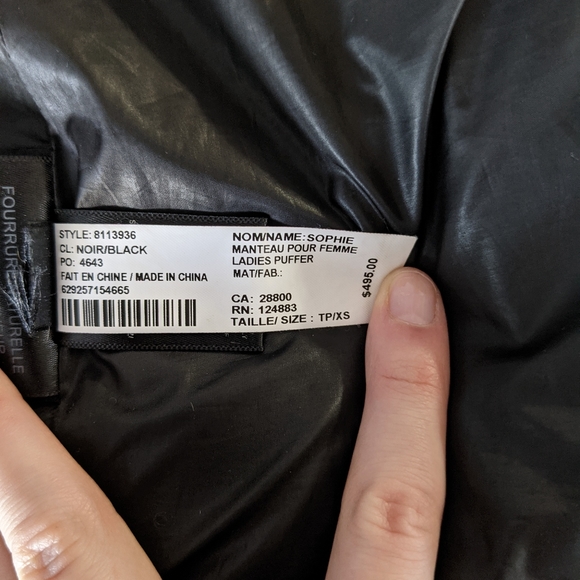 STYLE: 8113936
CL: NOIR/BLACK
PO: 4643
FAIT EN CHINE / MADE IN CHINA
629257154665
NOM/NAME: SOPHIE
MANTEAU POUR FEMME
LADIES PUFFER
MAT/FAB.:
CA: 28800
RN: 124883
TAILLE/ SIZE : TP/XS
$495.00
FOURRURE